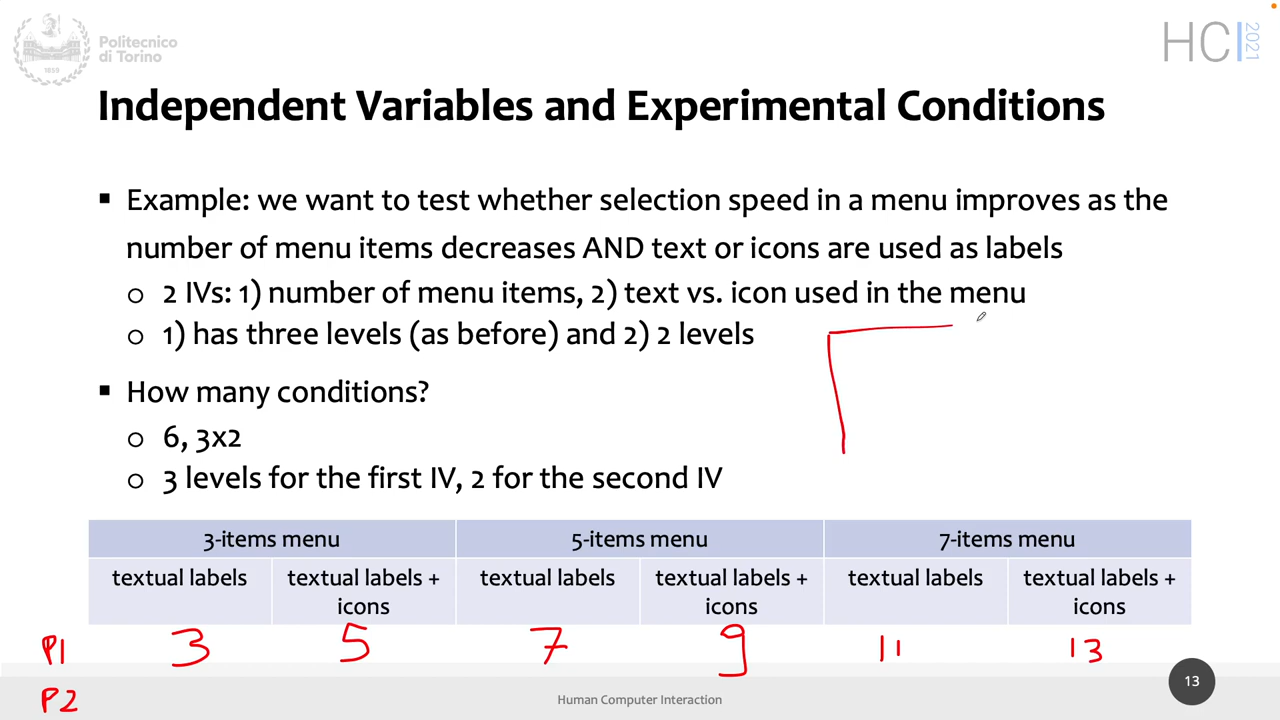 Politecnico
di Torino
1859
HCI 2021
Independent Variables and Experimental Conditions
▪ Example: we want to test whether selection speed in a menu improves as the
number of menu items decreases AND text or icons are used as labels
o 2 IVs: 1) number of menu items, 2) text vs. icon used in the menu
o 1) has three levels (as before) and 2) 2 levels
▪ How many conditions?
o 6, 3x2
o 3 levels for the first IV, 2 for the second IV
3-items menu 5-items menu 7-items menu
textual labels textual labels + icons textual labels textual labels + icons textual labels textual labels + icons
P1 3 5 7 9 11 13
P2
Human Computer Interaction
13